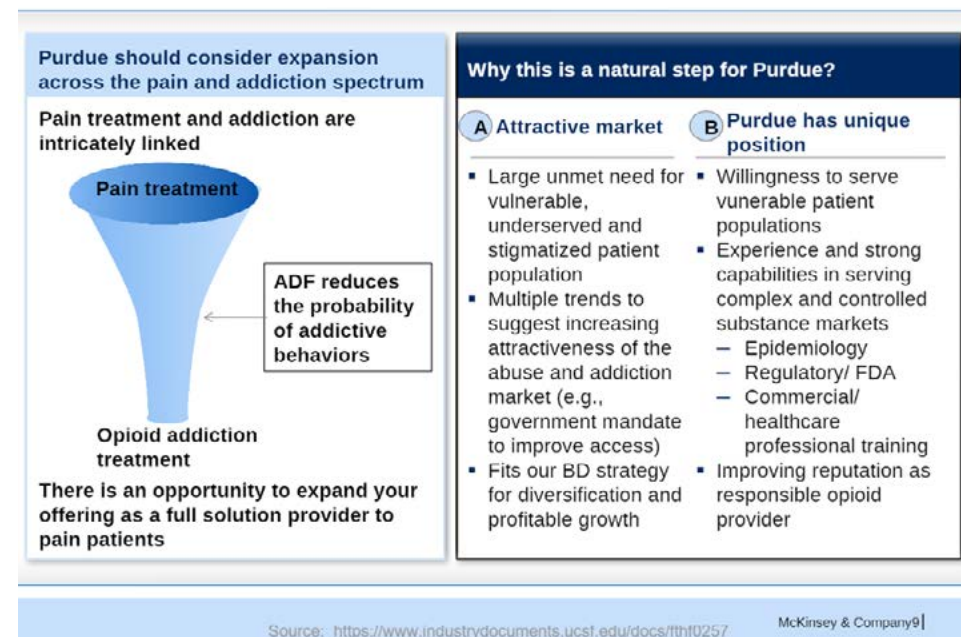 Purdue should consider expansion
across the pain and addiction spectrum
Pain treatment and addiction are
intricately linked
Pain treatment
ADF reduces
the probability
of addictive
behaviors
Opioid addiction
treatment
There is an opportunity to expand your
offering as a full solution provider to
pain patients
Why this is a natural step for Purdue?
A Attractive market
▪ Large unmet need for
vulnerable,
underserved and
stigmatized patient
population
▪ Multiple trends to
suggest increasing
attractiveness of the
abuse and addiction
market (e.g.,
government mandate
to improve access)
▪ Fits our BD strategy
for diversification and
profitable growth
B Purdue has unique
position
▪ Willingness to serve
vunerable patient
populations
▪ Experience and strong
capabilities in serving
complex and controlled
substance markets
– Epidemiology
– Regulatory/ FDA
– Commercial/
healthcare
professional training
▪ Improving reputation as
responsible opioid
provider
Source: https://www.industrydocuments.ucsf.edu/docs/fthf0257
McKinsey & Company9|